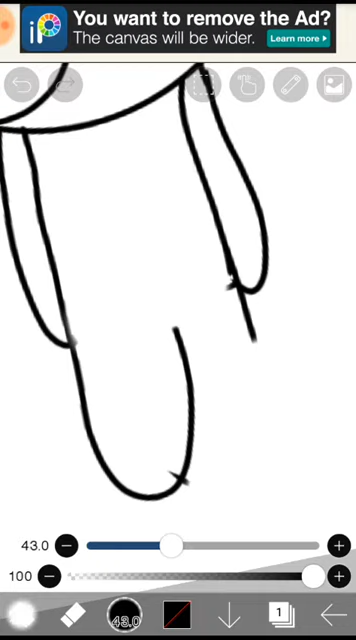 iP
You want to remove the Ad?
The canvas will be wider.
Learn more >
43.0
100
43.0
1